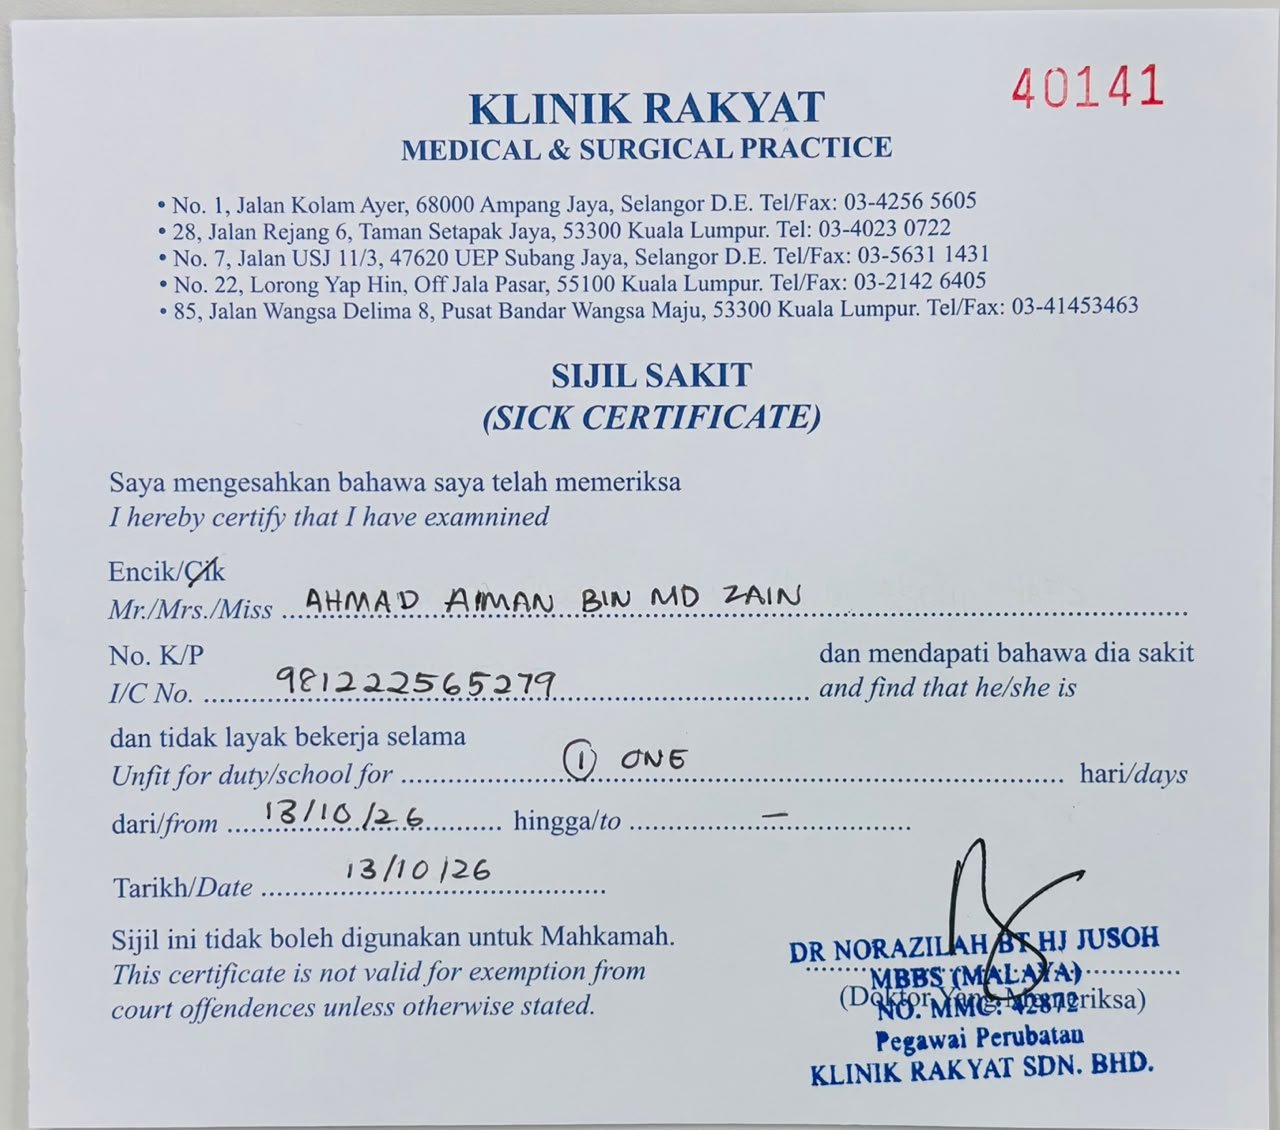 40141
KLINIK RAKYAT
MEDICAL & SURGICAL PRACTICE
• No. 1, Jalan Kolam Ayer, 68000 Ampang Jaya, Selangor D.E. Tel/Fax: 03-4256 5605
• 28, Jalan Rejang 6, Taman Setapak Jaya, 53300 Kuala Lumpur. Tel: 03-4023 0722
• No. 7, Jalan USJ 11/3, 47620 UEP Subang Jaya, Selangor D.E. Tel/Fax: 03-5631 1431
• No. 22, Lorong Yap Hin, Off Jala Pasar, 55100 Kuala Lumpur. Tel/Fax: 03-2142 6405
• 85, Jalan Wangsa Delima 8, Pusat Bandar Wangsa Maju, 53300 Kuala Lumpur. Tel/Fax: 03-41453463
SIJIL SAKIT
(SICK CERTIFICATE)
Saya mengesahkan bahawa saya telah memeriksa
I hereby certify that I have examnined
Encik/Cik
Mr./Mrs./Miss AHMAD AIMAN BIN MD ZAIN
No. K/P dan mendapati bahawa dia sakit
I/C No. 981222565279 and find that he/she is
dan tidak layak bekerja selama
Unfit for duty/school for 1 ONE hari/days
dari/from 13/10/26 hingga/to —
Tarikh/Date 13/10/26
Sijil ini tidak boleh digunakan untuk Mahkamah.
This certificate is not valid for exemption from
court offendences unless otherwise stated.
DR NORAZILAH BT HJ JUSOH
MBBS (MALAYA)
(Doktor Yang Memeriksa)
NO. MMC: 42872
Pegawai Perubatan
KLINIK RAKYAT SDN. BHD.